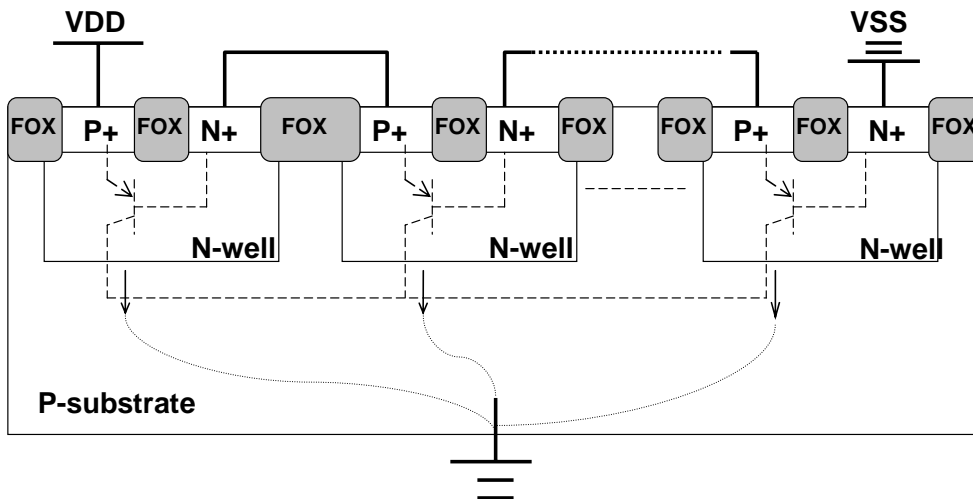 VDD VSS
FOX P+ FOX N+ FOX P+ FOX N+ FOX FOX P+ FOX N+ FOX
N-well N-well N-well
P-substrate